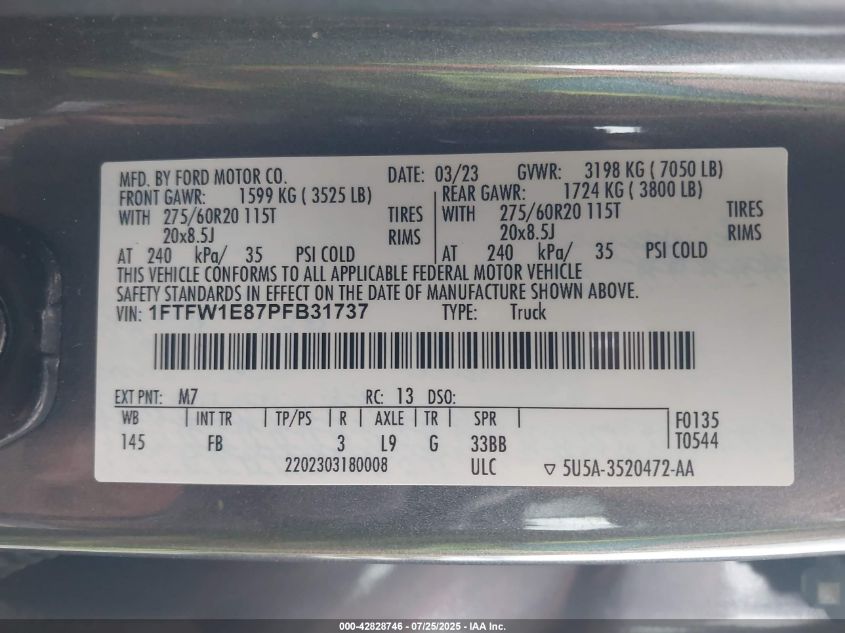 MFD. BY FORD MOTOR CO. DATE: 03/23 GVWR: 3198 KG ( 7050 LB)
FRONT GAWR: 1599 KG ( 3525 LB) REAR GAWR: 1724 KG ( 3800 LB)
WITH 275/60R20 115T TIRES WITH 275/60R20 115T TIRES
20x8.5J RIMS 20x8.5J RIMS
AT 240 kPa/ 35 PSI COLD AT 240 kPa/ 35 PSI COLD
THIS VEHICLE CONFORMS TO ALL APPLICABLE FEDERAL MOTOR VEHICLE
SAFETY STANDARDS IN EFFECT ON THE DATE OF MANUFACTURE SHOWN ABOVE.
VIN: 1FTFW1E87PFB31737 TYPE: Truck
EXT PNT: M7 RC: 13 DSO:
WB INT TR TP/PS R AXLE TR SPR F0135
145 FB 3 L9 G 33BB T0544
2202303180008 ULC ▽ 5U5A-3520472-AA
000-42828746 - 07/25/2025 - IAA Inc.